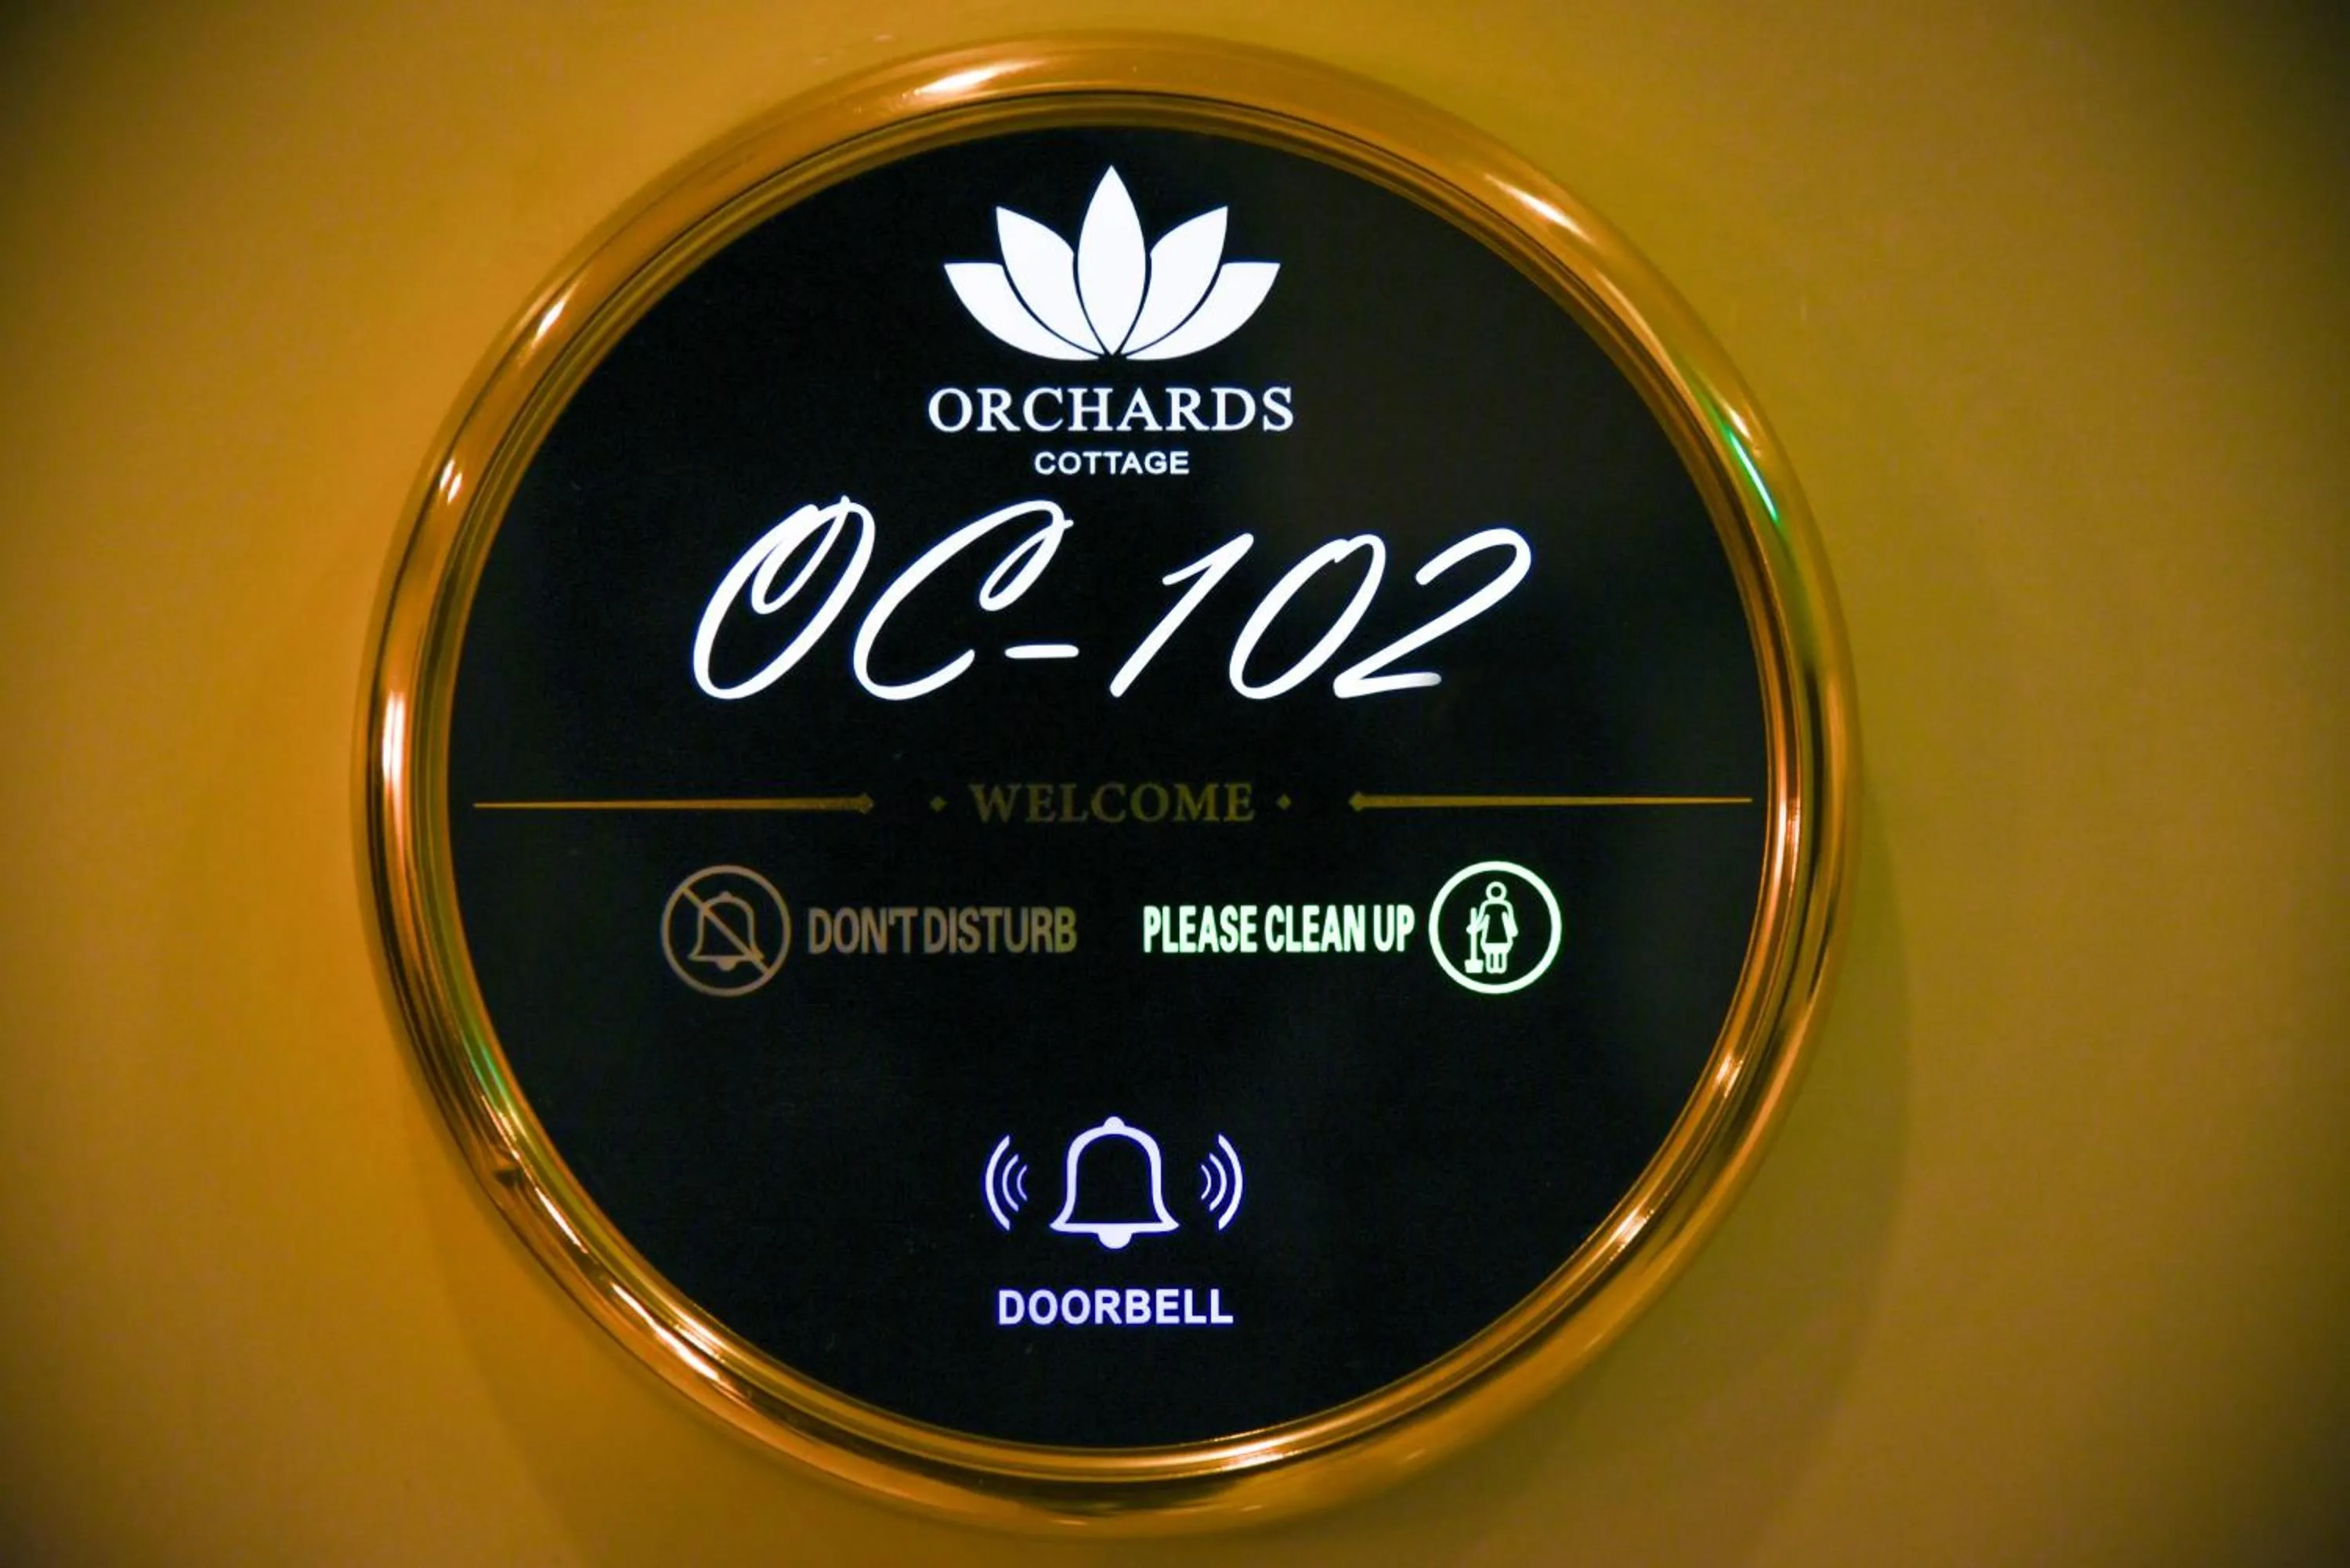 ORCHARDS
COTTAGE
OC-102
WELCOME
DON'T DISTURB
PLEASE CLEAN UP
DOORBELL